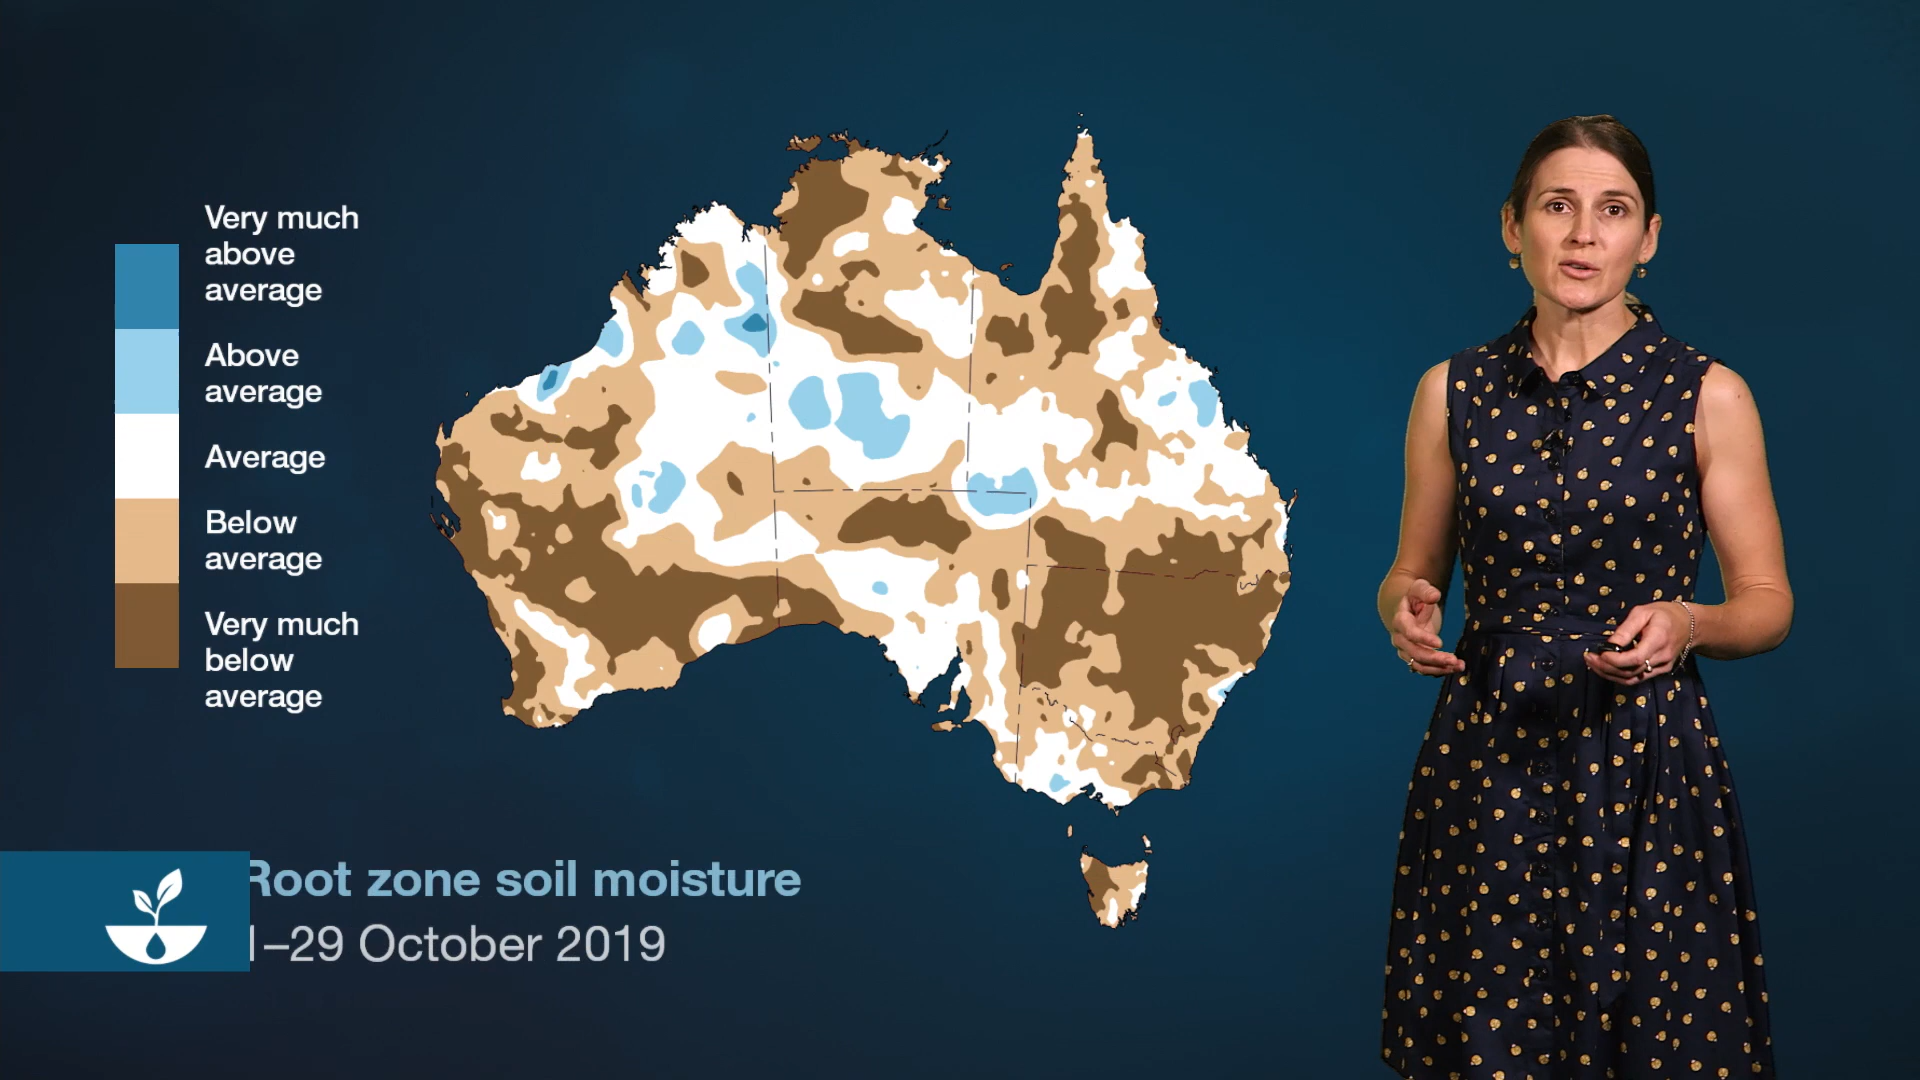 Very much
above
average
Above
average
Average
Below
average
Very much
below
average
Root zone soil moisture
1–29 October 2019